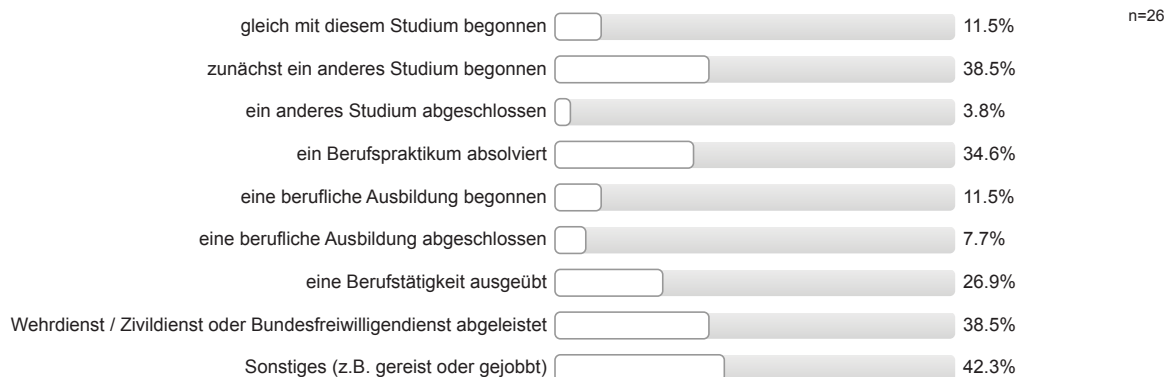 gleich mit diesem Studium begonnen 11.5% n=26
zunächst ein anderes Studium begonnen 38.5%
ein anderes Studium abgeschlossen 3.8%
ein Berufspraktikum absolviert 34.6%
eine berufliche Ausbildung begonnen 11.5%
eine berufliche Ausbildung abgeschlossen 7.7%
eine Berufstätigkeit ausgeübt 26.9%
Wehrdienst / Zivildienst oder Bundesfreiwilligendienst abgeleistet 38.5%
Sonstiges (z.B. gereist oder gejobbt) 42.3%